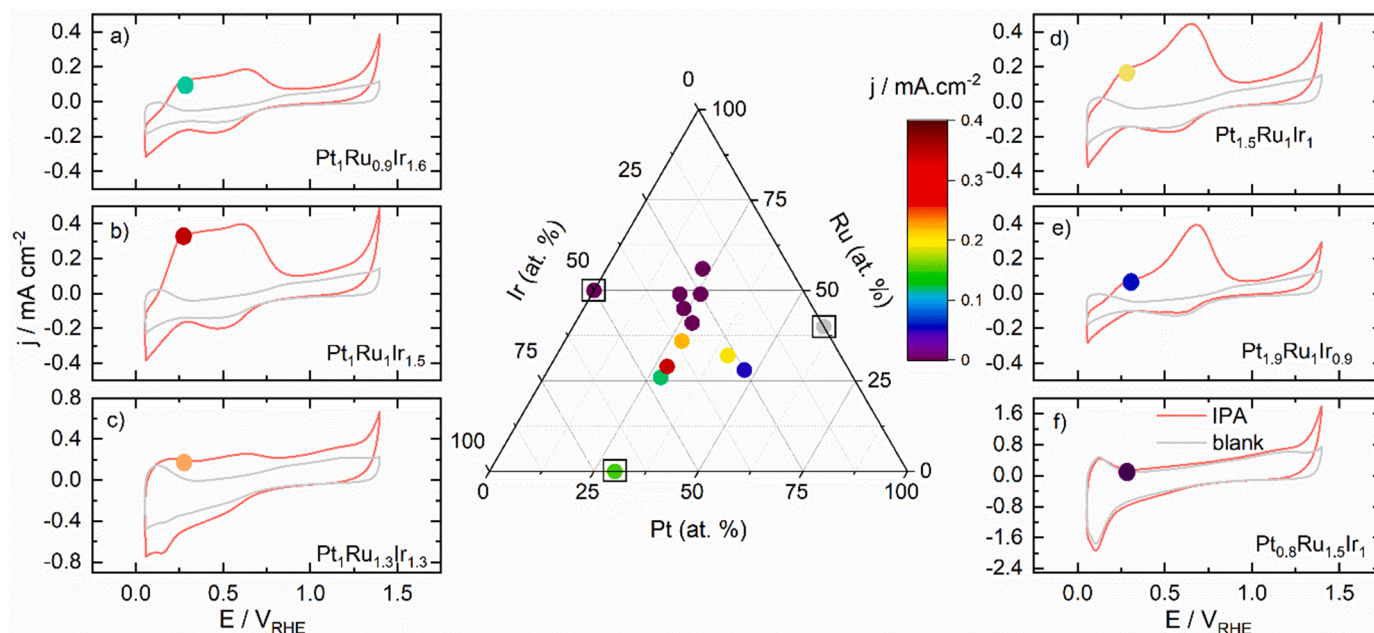 a)
0.4
0.2
0.0
-0.2
-0.4
Pt1Ru0.9Ir1.6
b)
0.4
0.2
0.0
-0.2
-0.4
Pt1Ru1Ir1.5
j / mA cm-2
c)
0.8
0.4
0.0
-0.4
-0.8
Pt1Ru1.3Ir1.3
0.0 0.5 1.0 1.5
E / VRHE
0
100
25
75
Ir (at. %)
Ru (at. %)
50
50
75
25
100
0
0 25 50 75 100
Pt (at. %)
j / mA.cm-2
0.4
0.3
0.2
0.1
0
d)
0.4
0.2
0.0
-0.2
-0.4
Pt1.5Ru1Ir1
e)
0.4
0.2
0.0
-0.2
-0.4
Pt1.9Ru1Ir0.9
f)
IPA
blank
1.6
0.8
0.0
-0.8
-1.6
-2.4
Pt0.8Ru1.5Ir1
0.0 0.5 1.0 1.5
E / VRHE